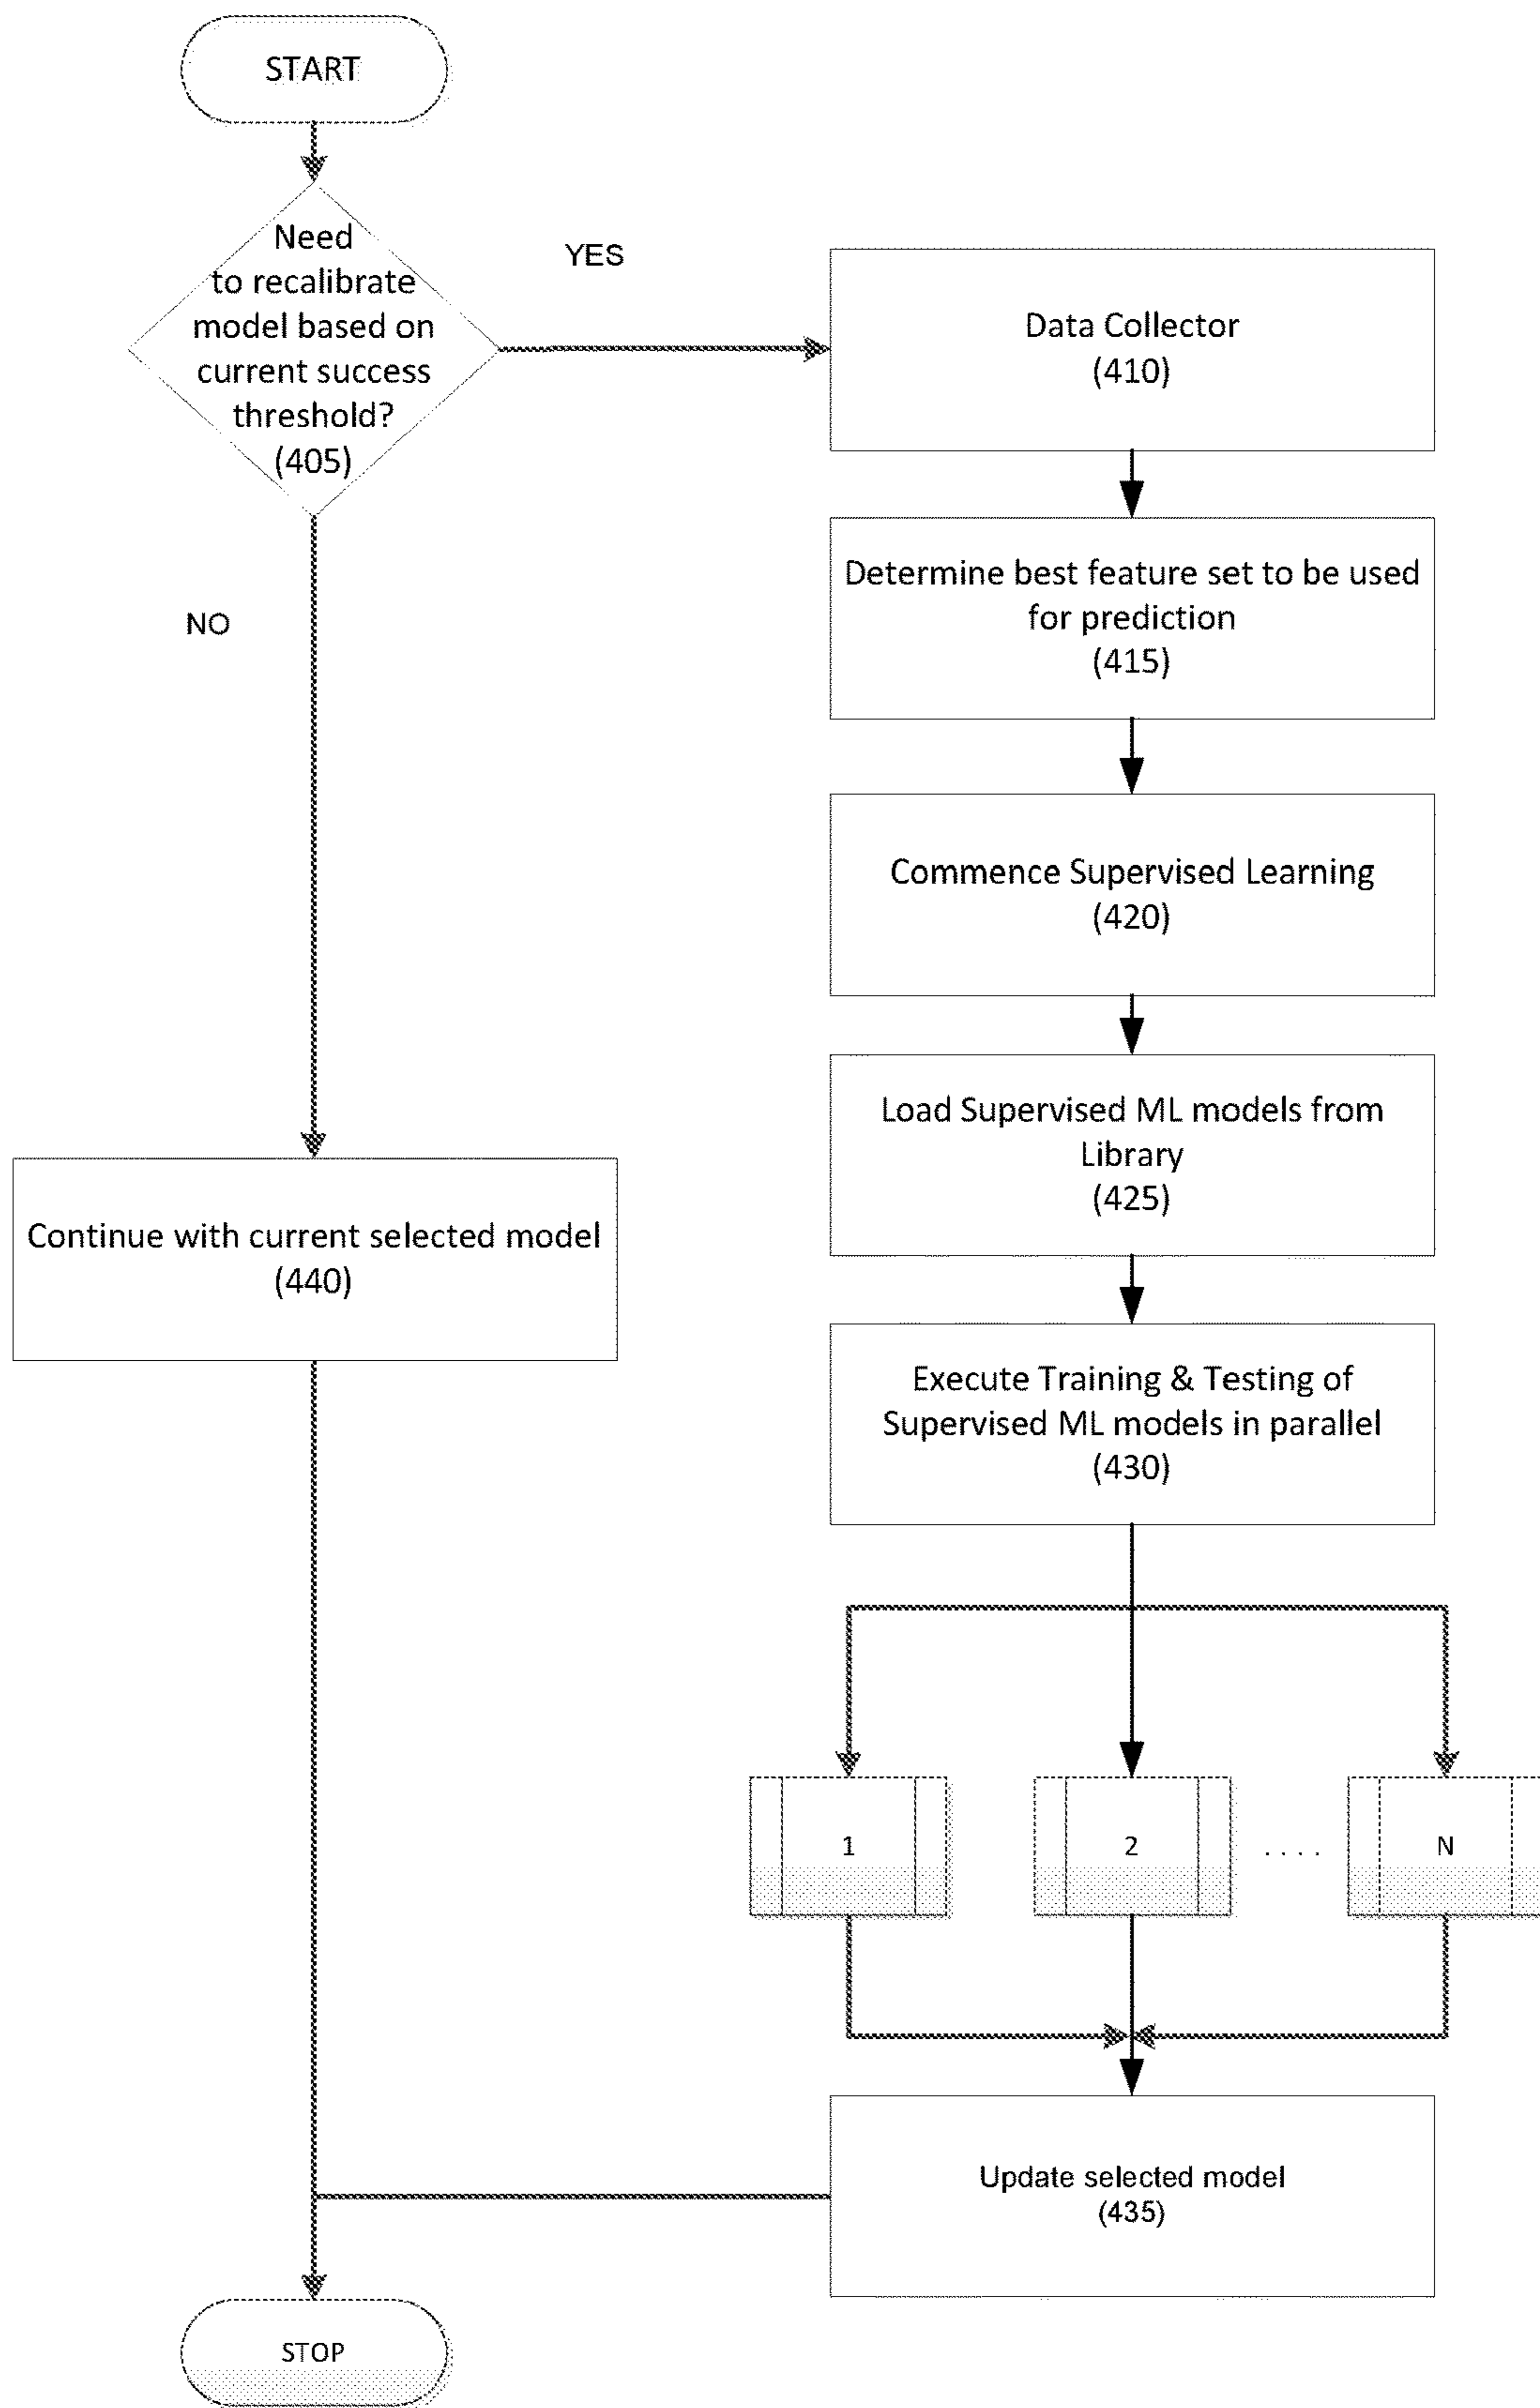 START
Need
to recalibrate
model based on
current success
threshold?
(405)
YES
Data Collector
(410)
Determine best feature set to be used
for prediction
(415)
NO
Commence Supervised Learning
(420)
Load Supervised ML models from
Library
(425)
Continue with current selected model
(440)
Execute Training & Testing of
Supervised ML models in parallel
(430)
1
2
. . . .
N
Update selected model
(435)
STOP